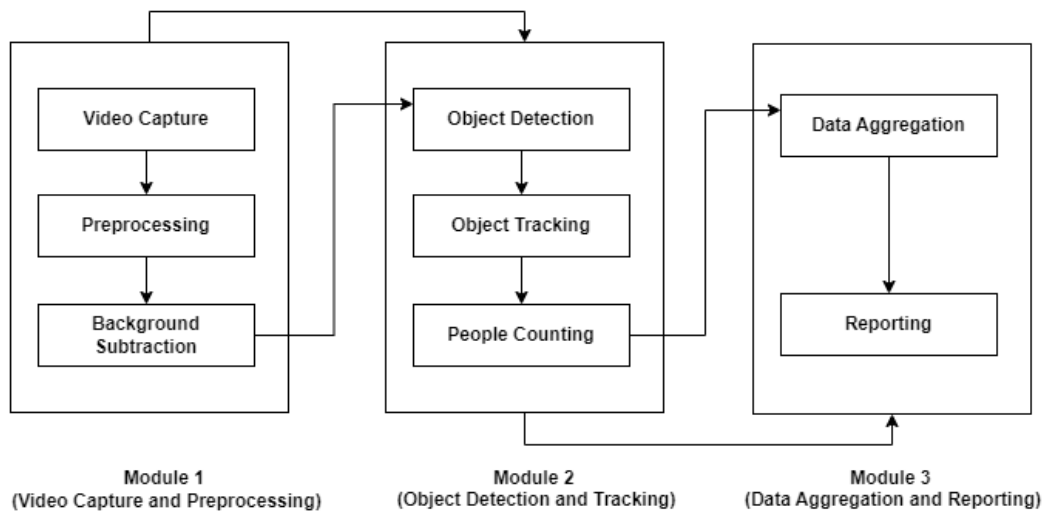 Video Capture
Preprocessing
Background
Subtraction
Object Detection
Object Tracking
People Counting
Data Aggregation
Reporting
Module 1
(Video Capture and Preprocessing)
Module 2
(Object Detection and Tracking)
Module 3
(Data Aggregation and Reporting)